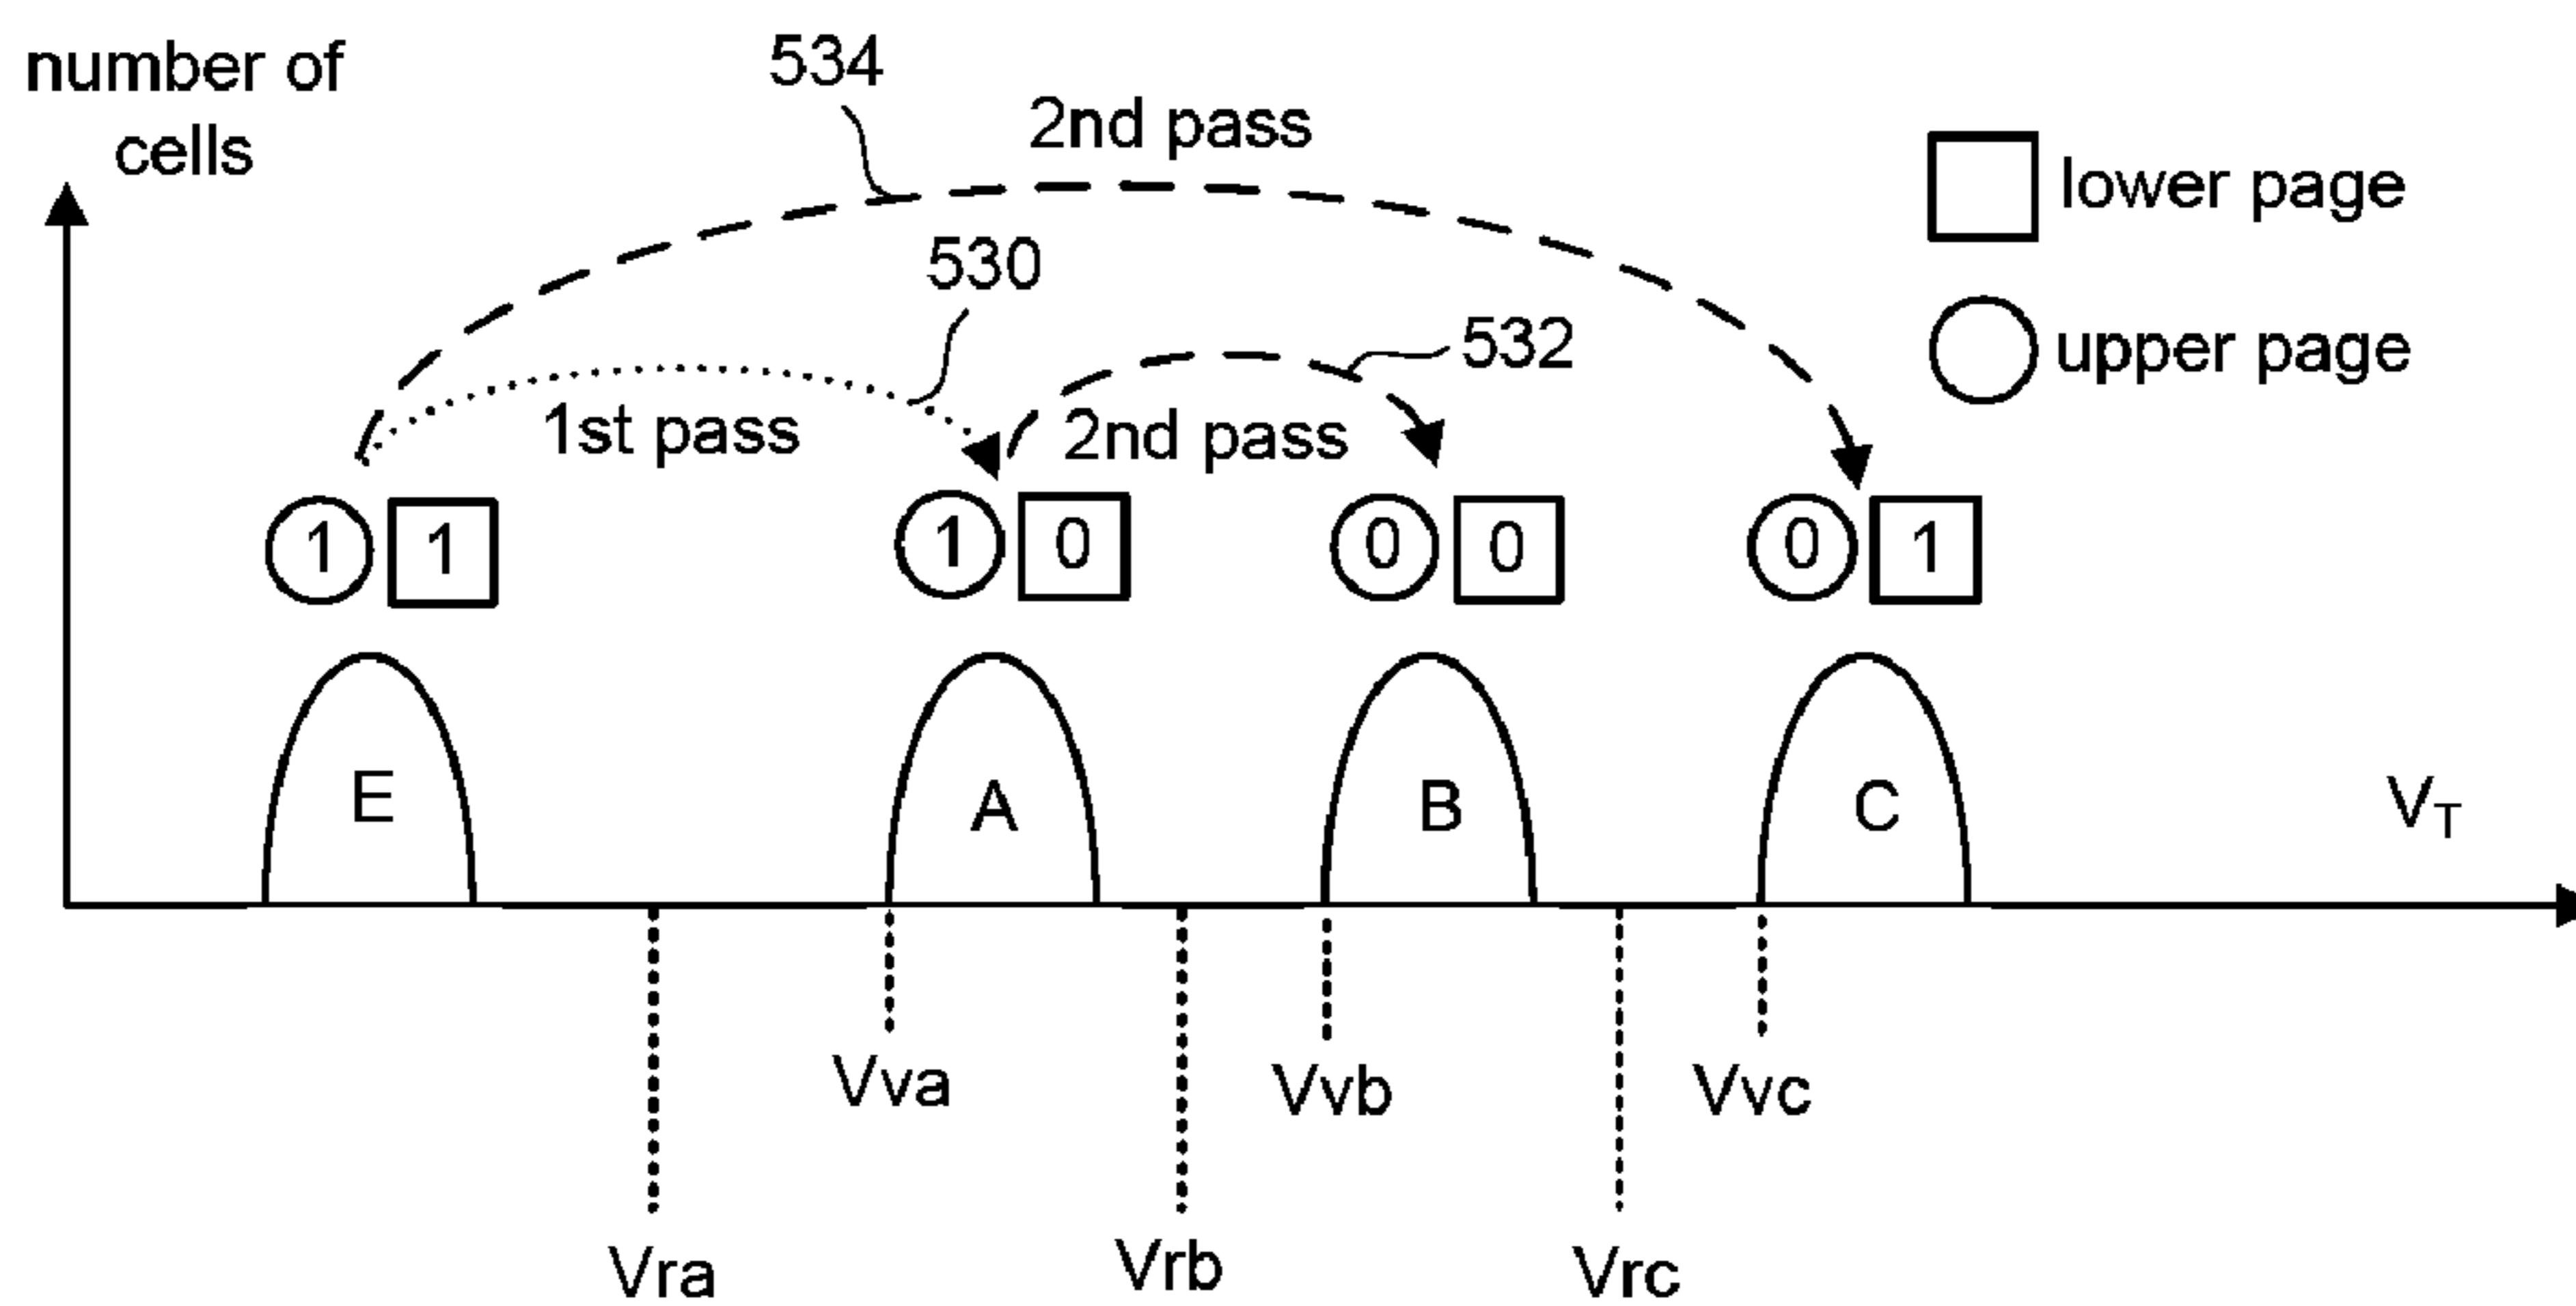 number of
cells
534
2nd pass
lower page
530
532
upper page
1st pass
2nd pass
1 1
1 0
0 0
0 1
E
A
B
C
VT
Vva
Vvb
Vvc
Vra
Vrb
Vrc